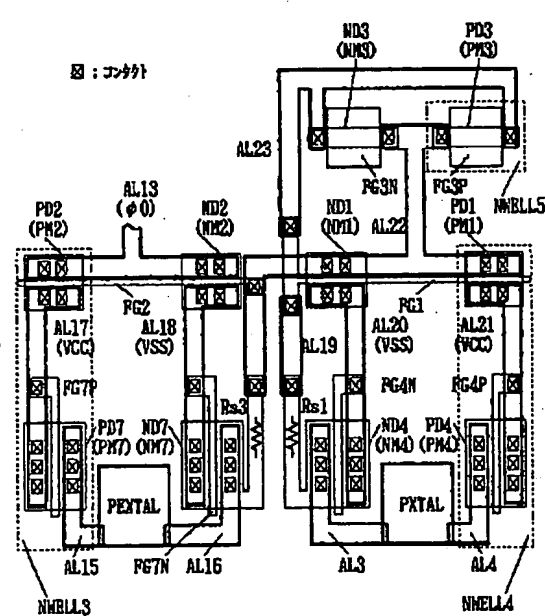 ND3
(NM3)
PD3
(PM3)
⊠ : コンタクト
AL23
FG3N
FG3P
NWELL5
AL13
(φ0)
PD2
(PM2)
ND2
(NM2)
ND1
(NM1)
AL22
PD1
(PM1)
FG2
FG1
AL17
(VCC)
AL18
(VSS)
AL19
AL20
(VSS)
AL21
(VCC)
FG7P
Rs3
Rs1
FG4N
FG4P
PD7
(PM7)
ND7
(NM7)
ND4
(NM4)
PD4
(PM4)
PEXTAL
PXTAL
AL15
FG7N
AL16
AL3
AL4
NWELL3
NWELL4